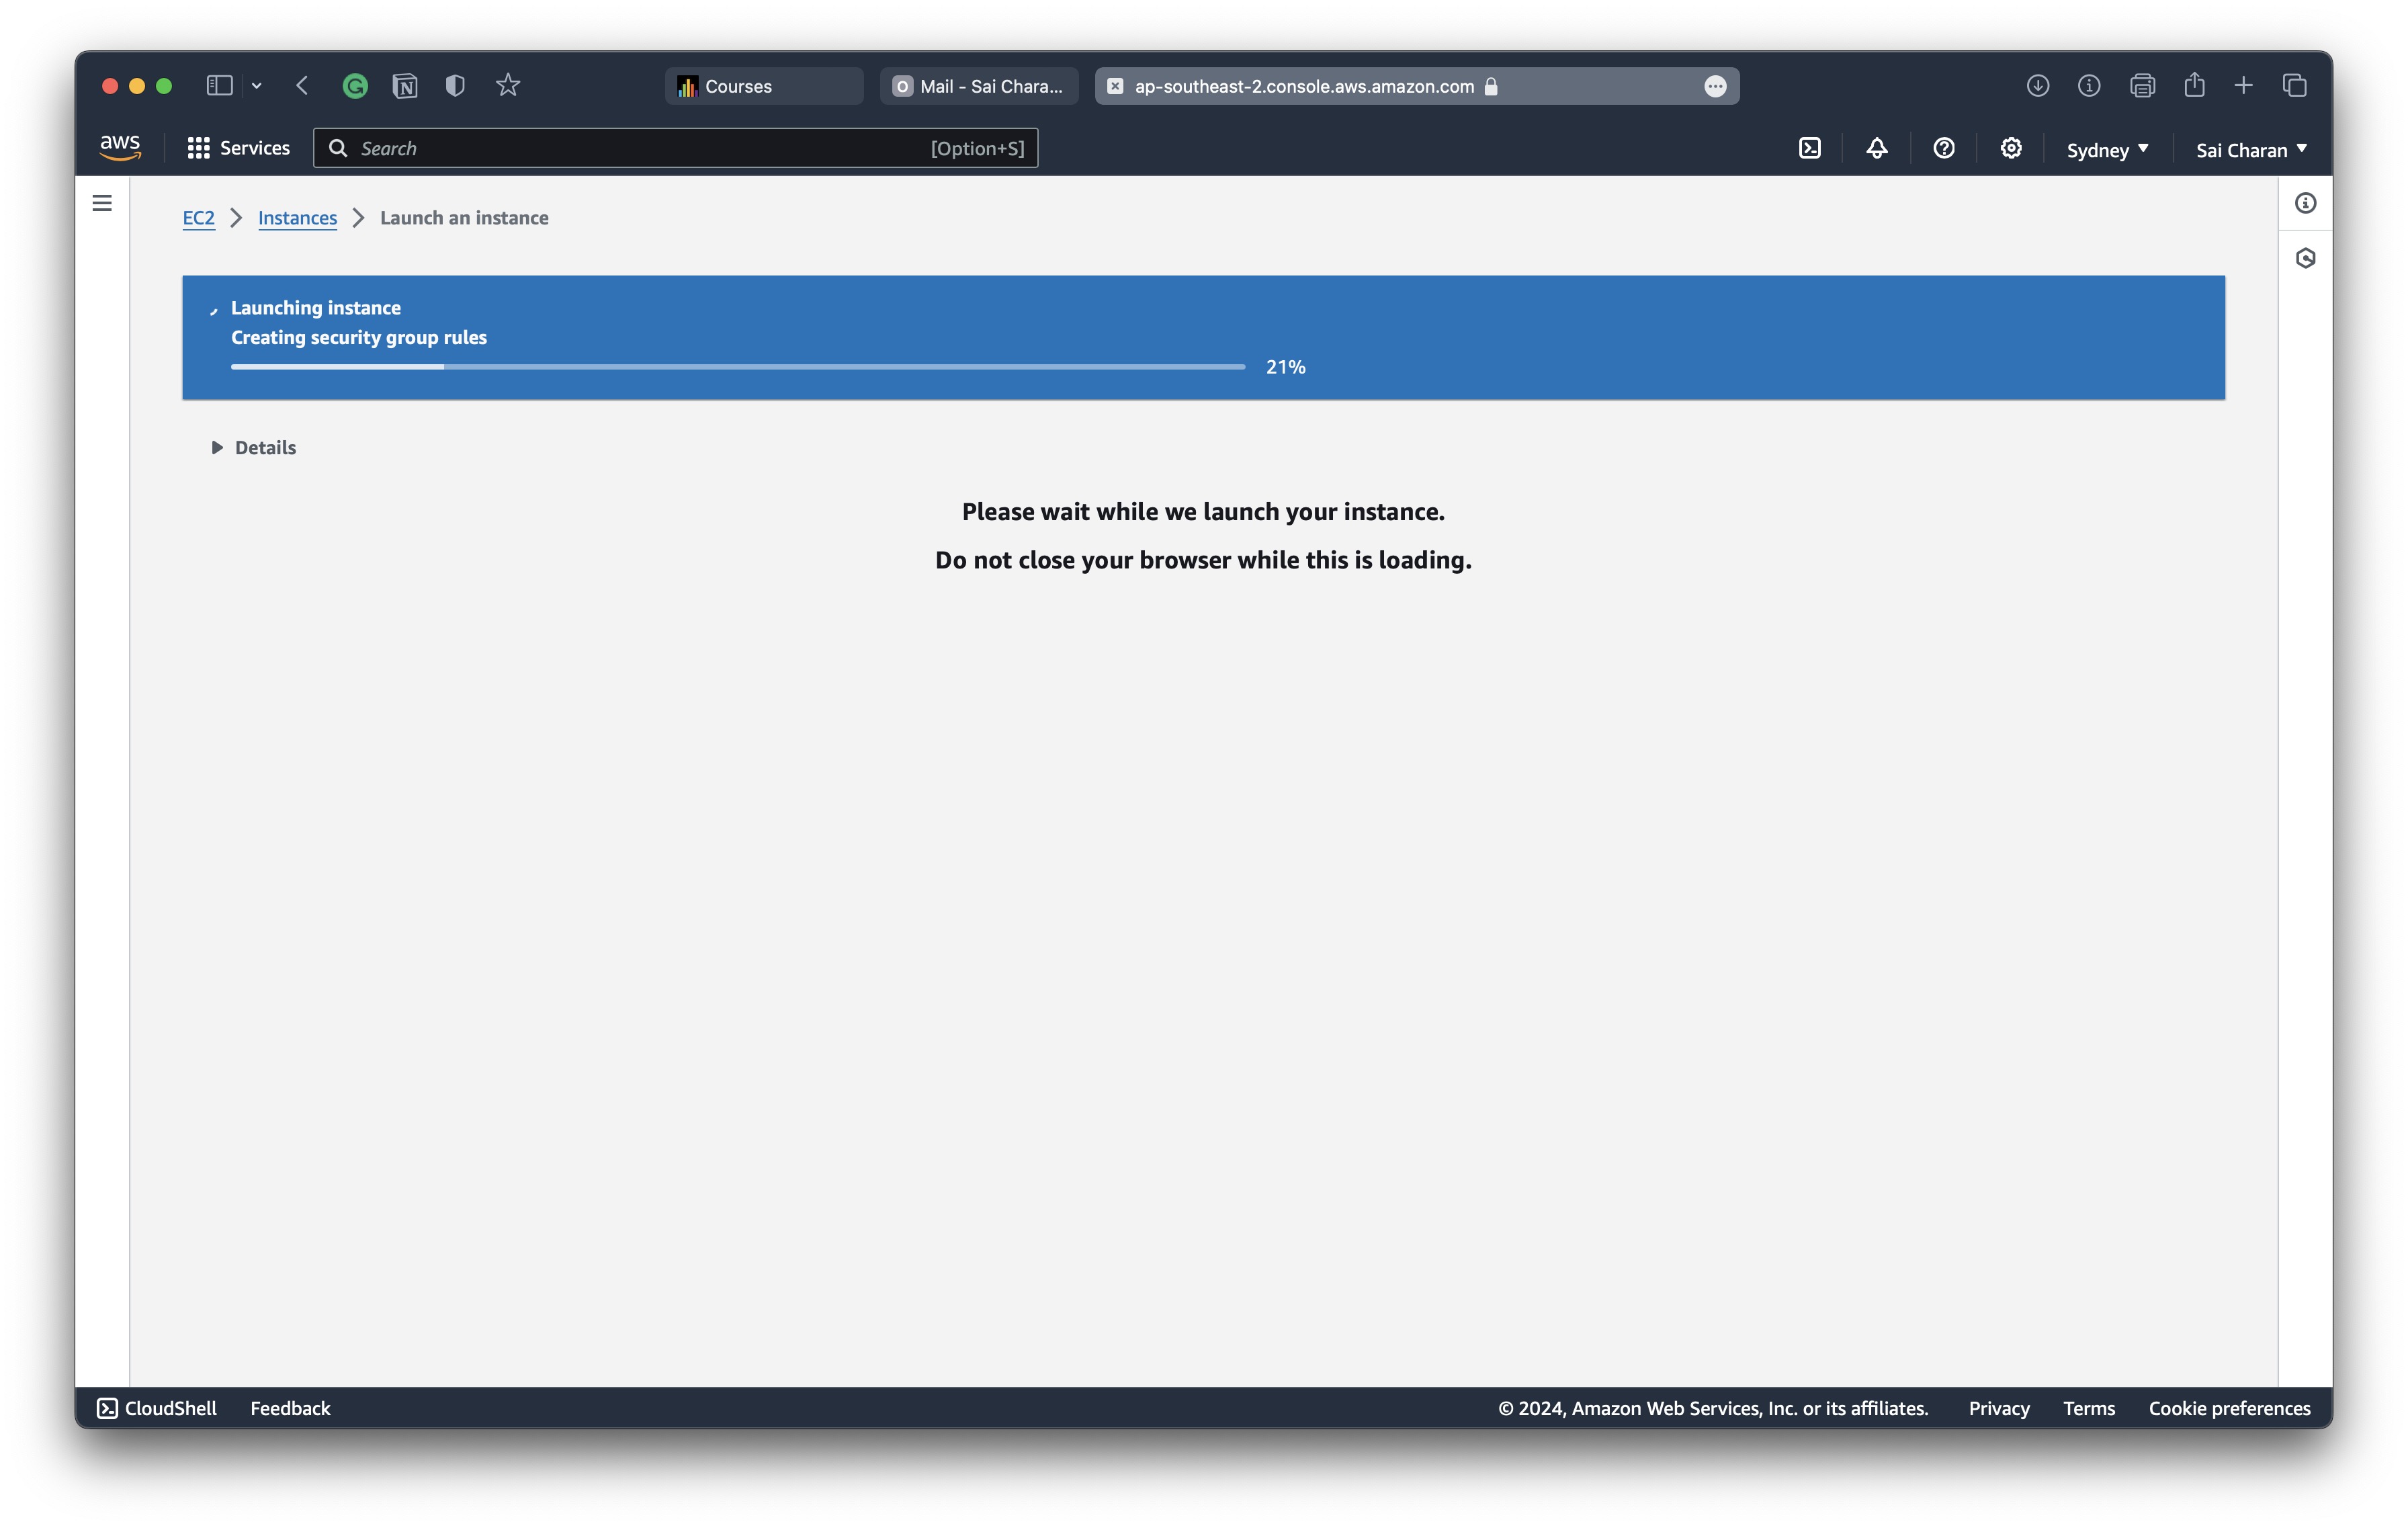 Courses
O Mail - Sai Chara...
ap-southeast-2.console.aws.amazon.com
aws
Services
Search
[Option+S]
Sydney
Sai Charan
EC2 Instances Launch an instance
Launching instance
Creating security group rules
21%
Details
Please wait while we launch your instance.
Do not close your browser while this is loading.
CloudShell
Feedback
© 2024, Amazon Web Services, Inc. or its affiliates.
Privacy
Terms
Cookie preferences